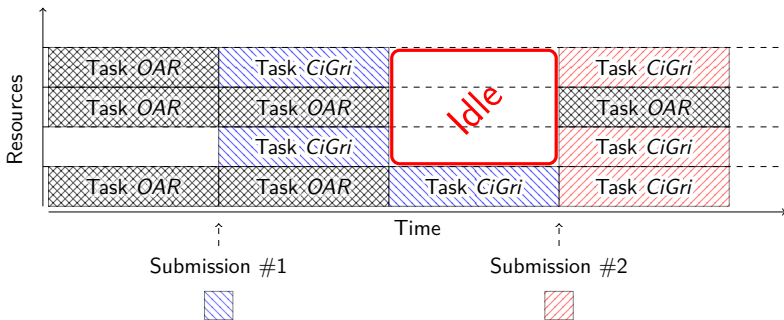 Resources
Task OAR Task CiGri Task CiGri
Task OAR Task OAR Idle Task OAR
Task CiGri Task CiGri
Task OAR Task OAR Task CiGri Task CiGri
Time
Submission #1 Submission #2